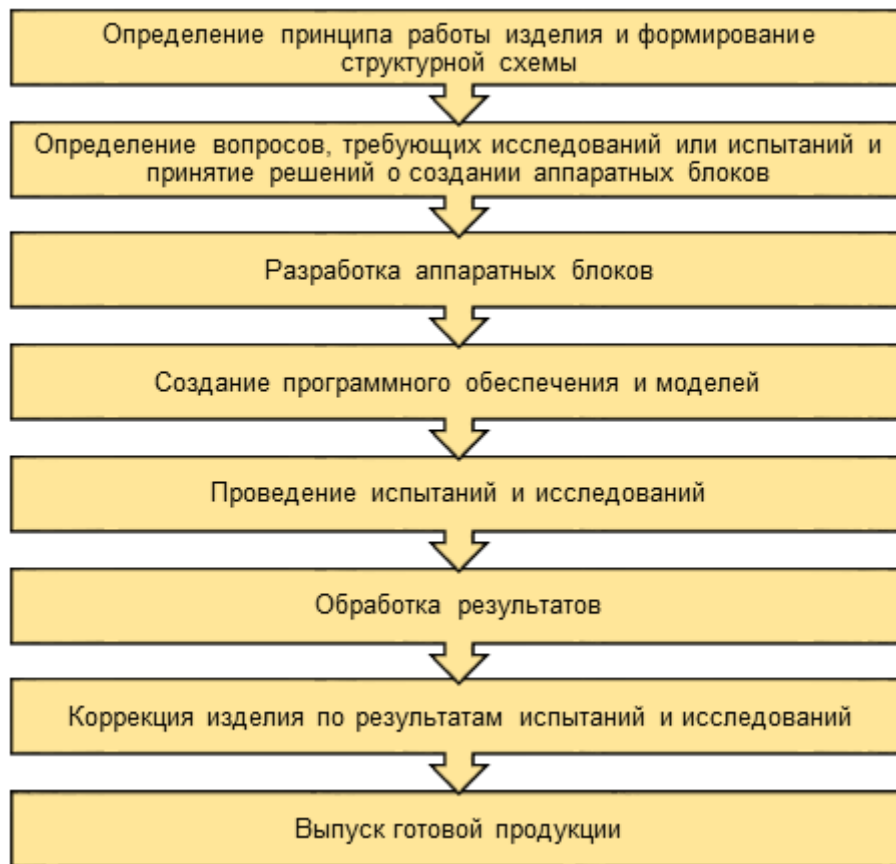 Определение принципа работы изделия и формирование
структурной схемы
Определение вопросов, требующих исследований или испытаний и
принятие решений о создании аппаратных блоков
Разработка аппаратных блоков
Создание программного обеспечения и моделей
Проведение испытаний и исследований
Обработка результатов
Коррекция изделия по результатам испытаний и исследований
Выпуск готовой продукции